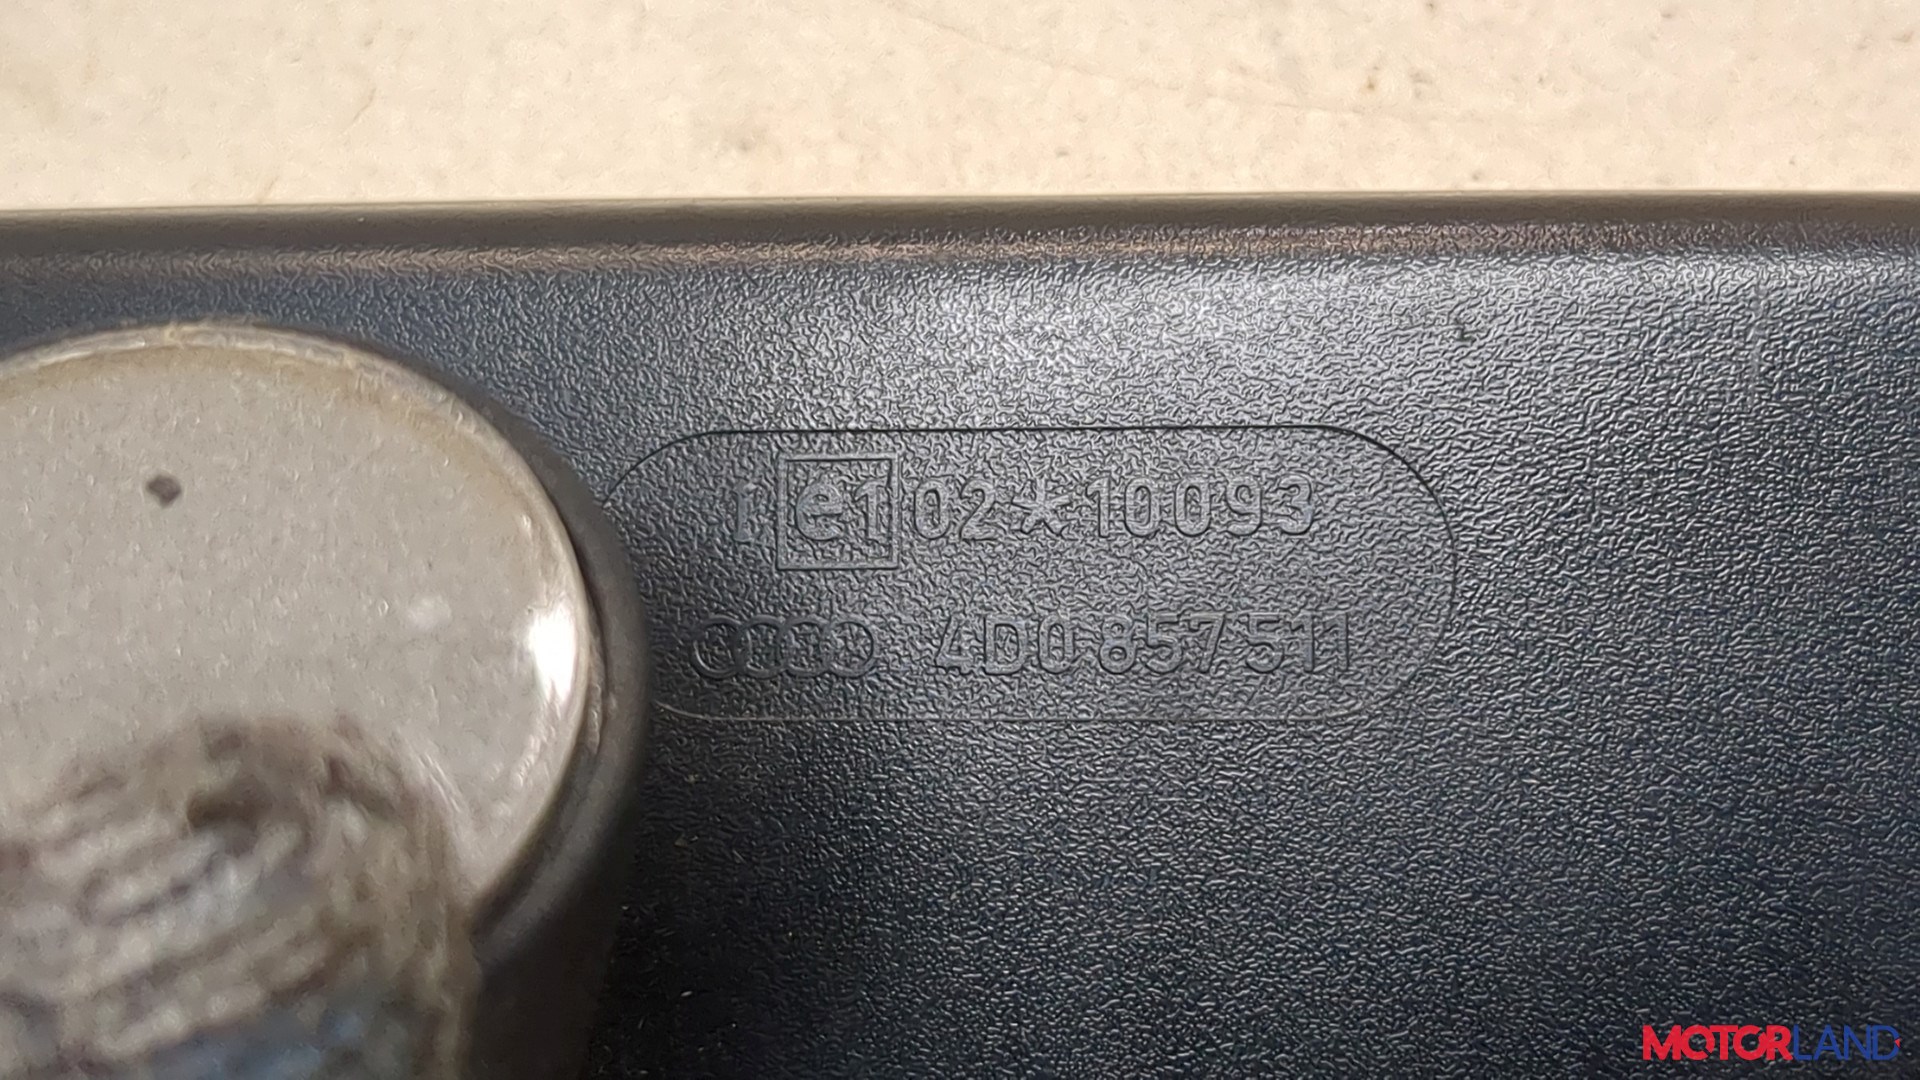 I e1 02*10093
4D0 857 511
MOTORLAND